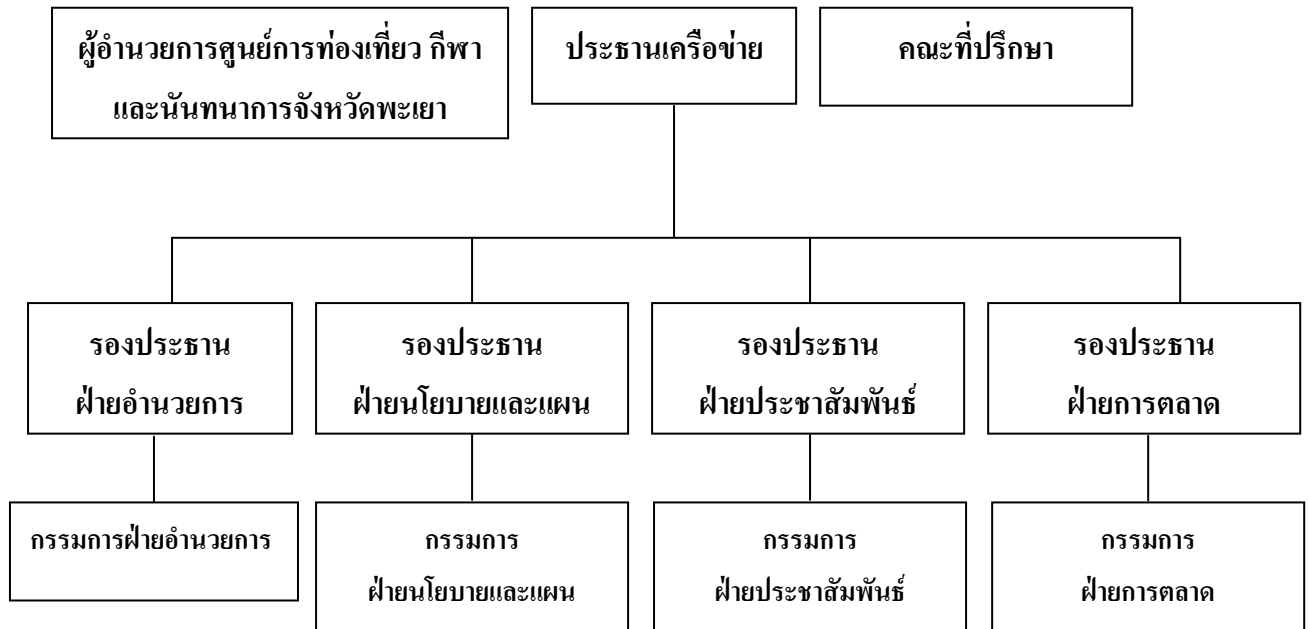 ผู้อำนวยการศูนย์การท่องเที่ยว กีฬา
และนันทนาการจังหวัดพะเยา
ประธานเครือข่าย
คณะที่ปรึกษา
รองประธาน
ฝ่ายอำนวยการ
รองประธาน
ฝ่ายนโยบายและแผน
รองประธาน
ฝ่ายประชาสัมพันธ์
รองประธาน
ฝ่ายการตลาด
กรรมการฝ่ายอำนวยการ
กรรมการ
ฝ่ายนโยบายและแผน
กรรมการ
ฝ่ายประชาสัมพันธ์
กรรมการ
ฝ่ายการตลาด